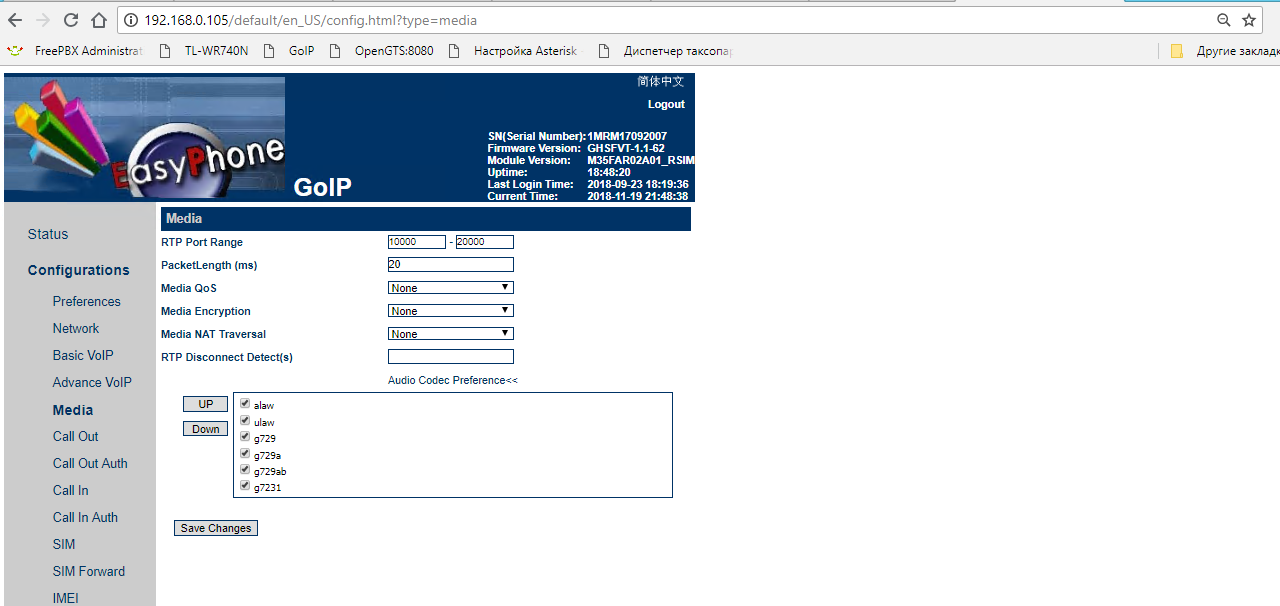 192.168.0.105/default/en_US/config.html?type=media
FreePBX Administrat TL-WR740N GoIP OpenGTS:8080 Настройка Asterisk Диспетчер таксопар Другие закладк
简体中文
Logout
EasyPhone
GoIP
SN(Serial Number): 1MRM17092007
Firmware Version: GHSFVT-1.1-62
Module Version: M35FAR02A01_RSIM
Uptime: 18:48:20
Last Login Time: 2018-09-23 18:19:36
Current Time: 2018-11-19 21:48:38
Status
Configurations
Preferences
Network
Basic VoIP
Advance VoIP
Media
Call Out
Call Out Auth
Call In
Call In Auth
SIM
SIM Forward
IMEI
Media
RTP Port Range 10000 - 20000
PacketLength (ms) 20
Media QoS None
Media Encryption None
Media NAT Traversal None
RTP Disconnect Detect(s)
Audio Codec Preference<<
UP
Down
alaw
ulaw
g729
g729a
g729ab
g7231
Save Changes